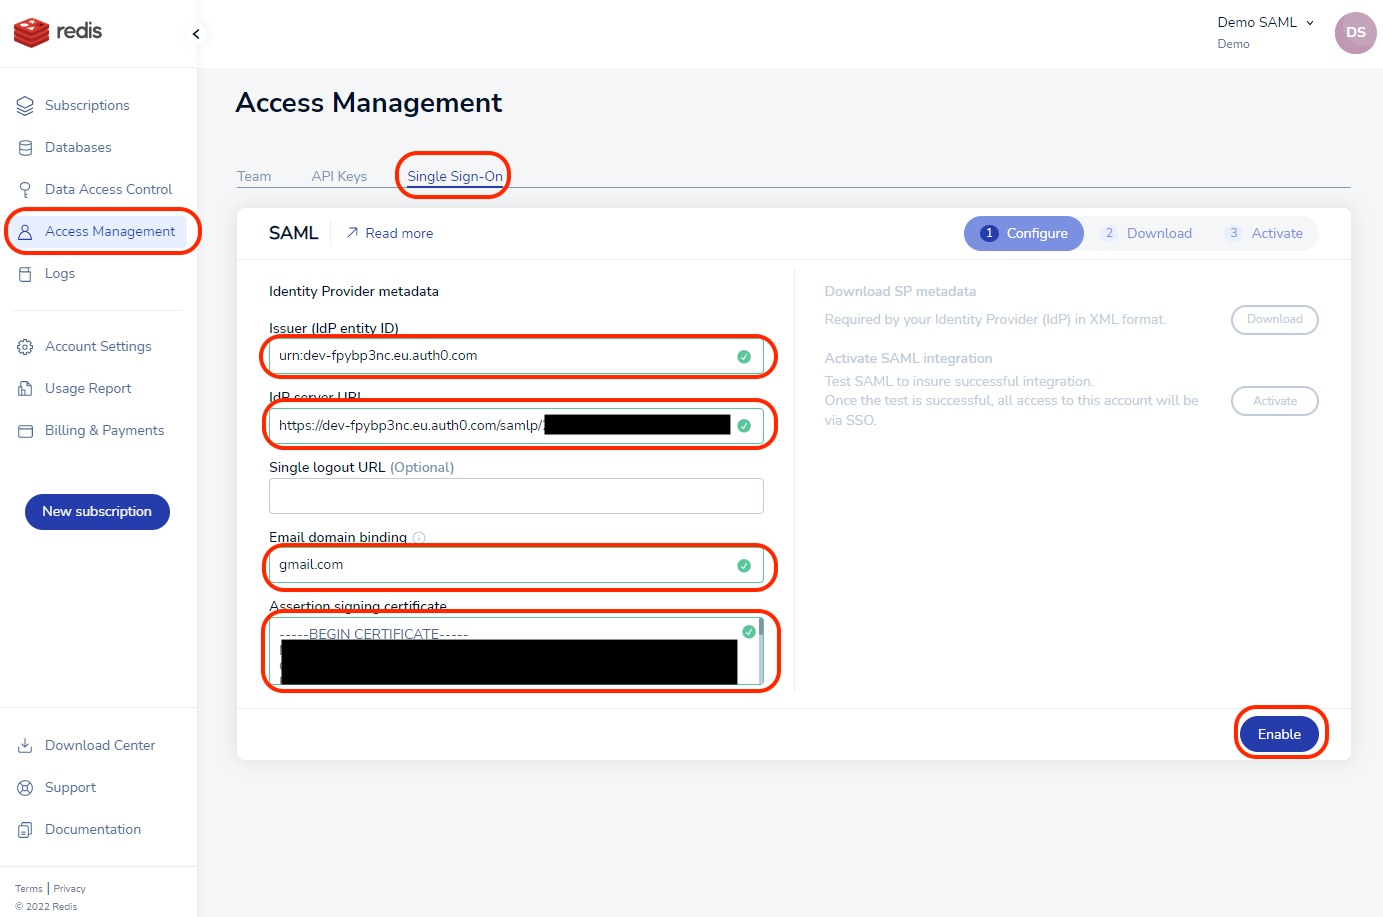 redis
Demo SAML
Demo
DS
Subscriptions
Databases
Data Access Control
Access Management
Logs
Account Settings
Usage Report
Billing & Payments
New subscription
Download Center
Support
Documentation
Terms | Privacy
© 2022 Redis
Access Management
Team API Keys Single Sign-On
SAML Read more
1 Configure 2 Download 3 Activate
Identity Provider metadata
Issuer (IdP entity ID)
urn:dev-fpybp3nc.eu.auth0.com
IdP server URL
https://dev-fpybp3nc.eu.auth0.com/samlp/
Single logout URL (Optional)
Email domain binding
gmail.com
Assertion signing certificate
-----BEGIN CERTIFICATE-----
Download SP metadata
Required by your Identity Provider (IdP) in XML format.
Download
Activate SAML integration
Test SAML to insure successful integration.
Once the test is successful, all access to this account will be
via SSO.
Activate
Enable